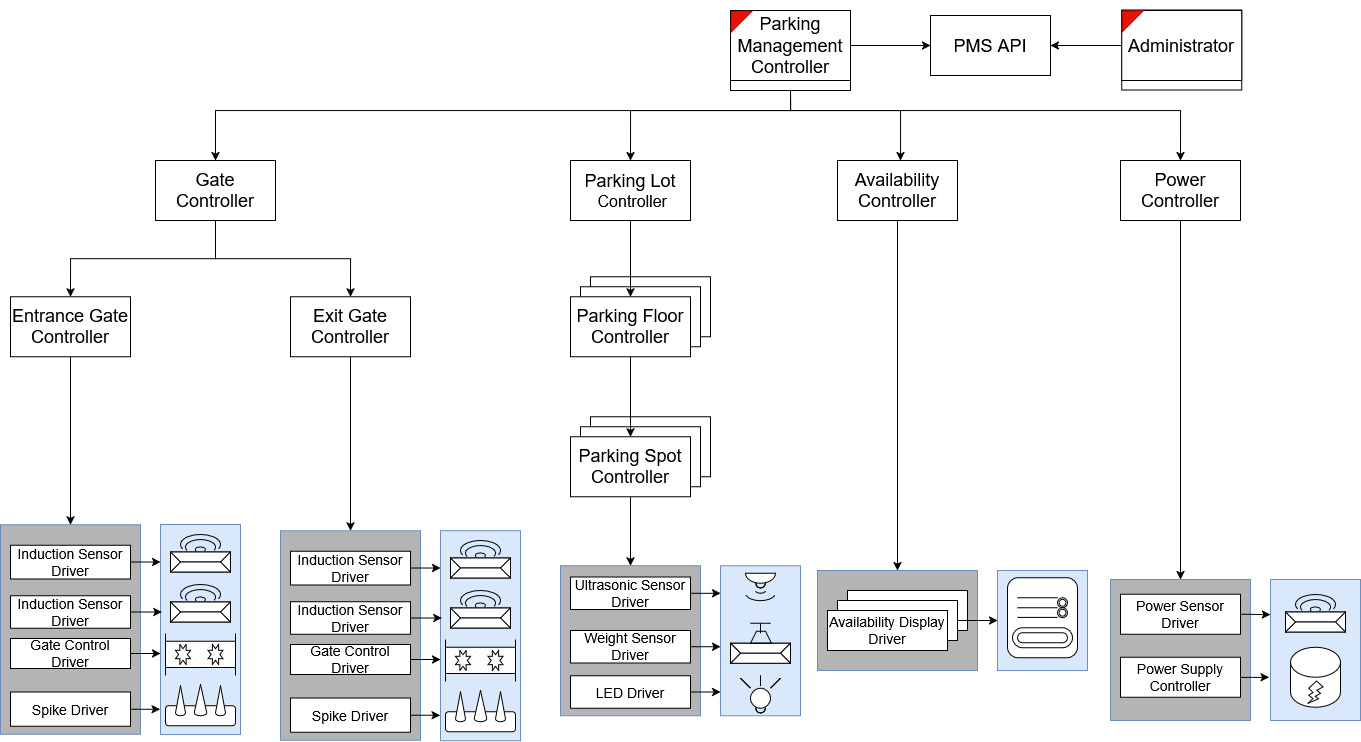 Parking
Management
Controller
PMS API
Administrator
Gate
Controller
Parking Lot
Controller
Availability
Controller
Power
Controller
Entrance Gate
Controller
Exit Gate
Controller
Parking Floor
Controller
Parking Spot
Controller
Induction Sensor
Driver
Induction Sensor
Driver
Gate Control
Driver
Spike Driver
Induction Sensor
Driver
Induction Sensor
Driver
Gate Control
Driver
Spike Driver
Ultrasonic Sensor
Driver
Weight Sensor
Driver
LED Driver
Availability Display
Driver
Power Sensor
Driver
Power Supply
Controller